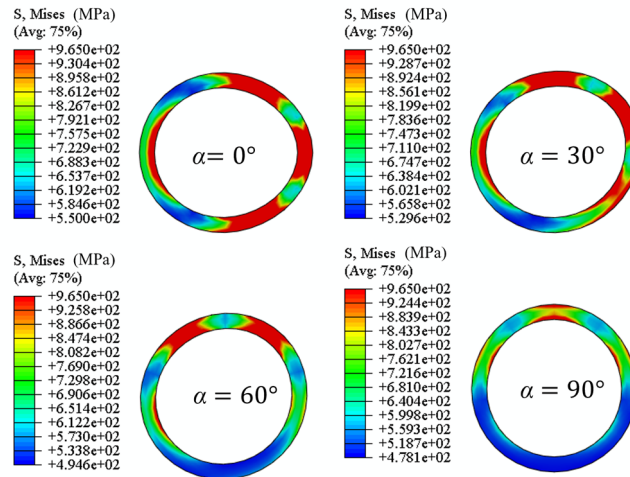 S, Mises (MPa)
(Avg: 75%)
+9.650e+02
+9.304e+02
+8.958e+02
+8.612e+02
+8.267e+02
+7.921e+02
+7.575e+02
+7.229e+02
+6.883e+02
+6.537e+02
+6.192e+02
+5.846e+02
+5.500e+02
α= 0°
S, Mises (MPa)
(Avg: 75%)
+9.650e+02
+9.287e+02
+8.924e+02
+8.561e+02
+8.199e+02
+7.836e+02
+7.473e+02
+7.110e+02
+6.747e+02
+6.384e+02
+6.021e+02
+5.658e+02
+5.296e+02
α= 30°
S, Mises (MPa)
(Avg: 75%)
+9.650e+02
+9.258e+02
+8.866e+02
+8.474e+02
+8.082e+02
+7.690e+02
+7.298e+02
+6.906e+02
+6.514e+02
+6.122e+02
+5.730e+02
+5.338e+02
+4.946e+02
α = 60°
S, Mises (MPa)
(Avg: 75%)
+9.650e+02
+9.244e+02
+8.839e+02
+8.433e+02
+8.027e+02
+7.621e+02
+7.216e+02
+6.810e+02
+6.404e+02
+5.998e+02
+5.593e+02
+5.187e+02
+4.781e+02
α = 90°